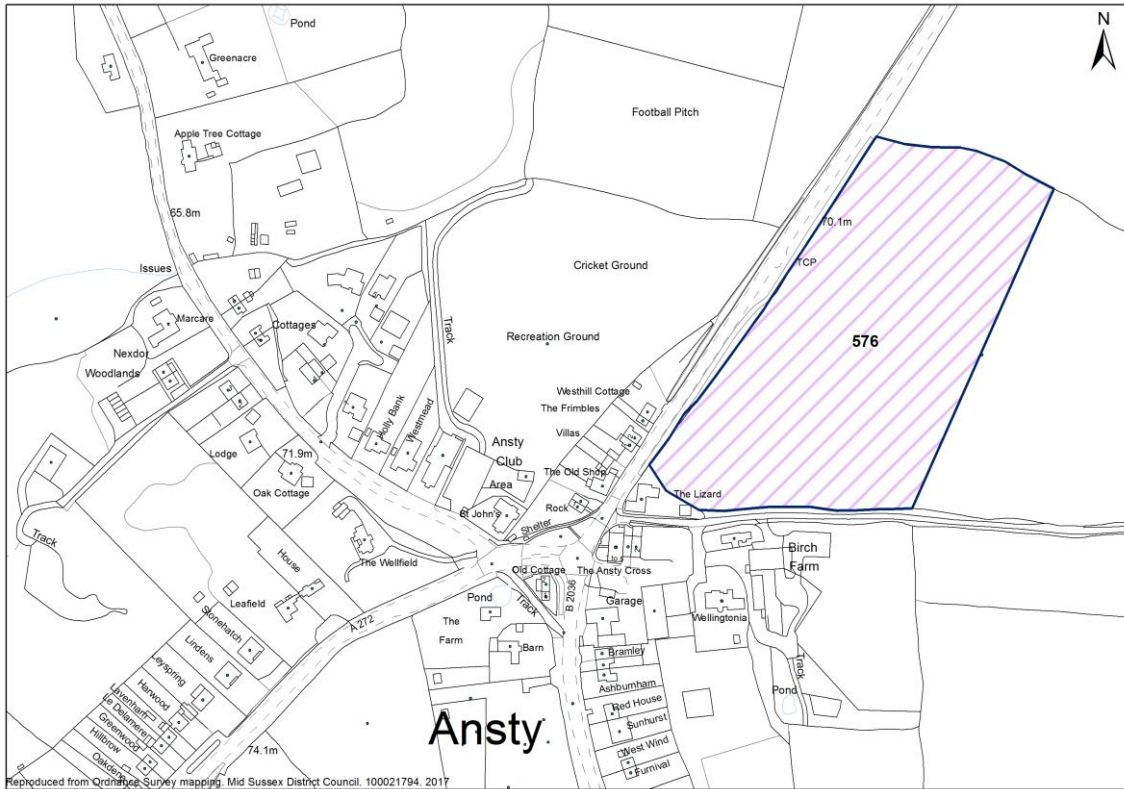 Pond
N
Greenacre
Football Pitch
Apple Tree Cottage
65.8m
70.1m
TCP
Cricket Ground
Issues
Marcare
Cottages
Track
Recreation Ground
576
Nexdor
Woodlands
Westhill Cottage
The Frimbles
Villas
Holly Bank
Westmead
Lodge
71.9m
Ansty
Club
Area
The Old Shop
Oak Cottage
The Lizard
St John's
Rock
Shelter
Track
House
The Wellfield
Old Cottage
The Ansty Cross
Birch
Farm
Leafield
Pond
Track
B 2036
Garage
Wellingtonia
Stonehatch
A 272
The
Farm
Barn
Bramley
Lindens
Track
Leyspring
Ashburnham
Harwood
Red House
Pond
Lavenham
Sunhurst
Le Delamere
Ansty
Greenwood
West Wind
Hillbrow
74.1m
Furnival
Oakdene
Reproduced from Ordnance Survey mapping. Mid Sussex District Council. 100021794. 2017